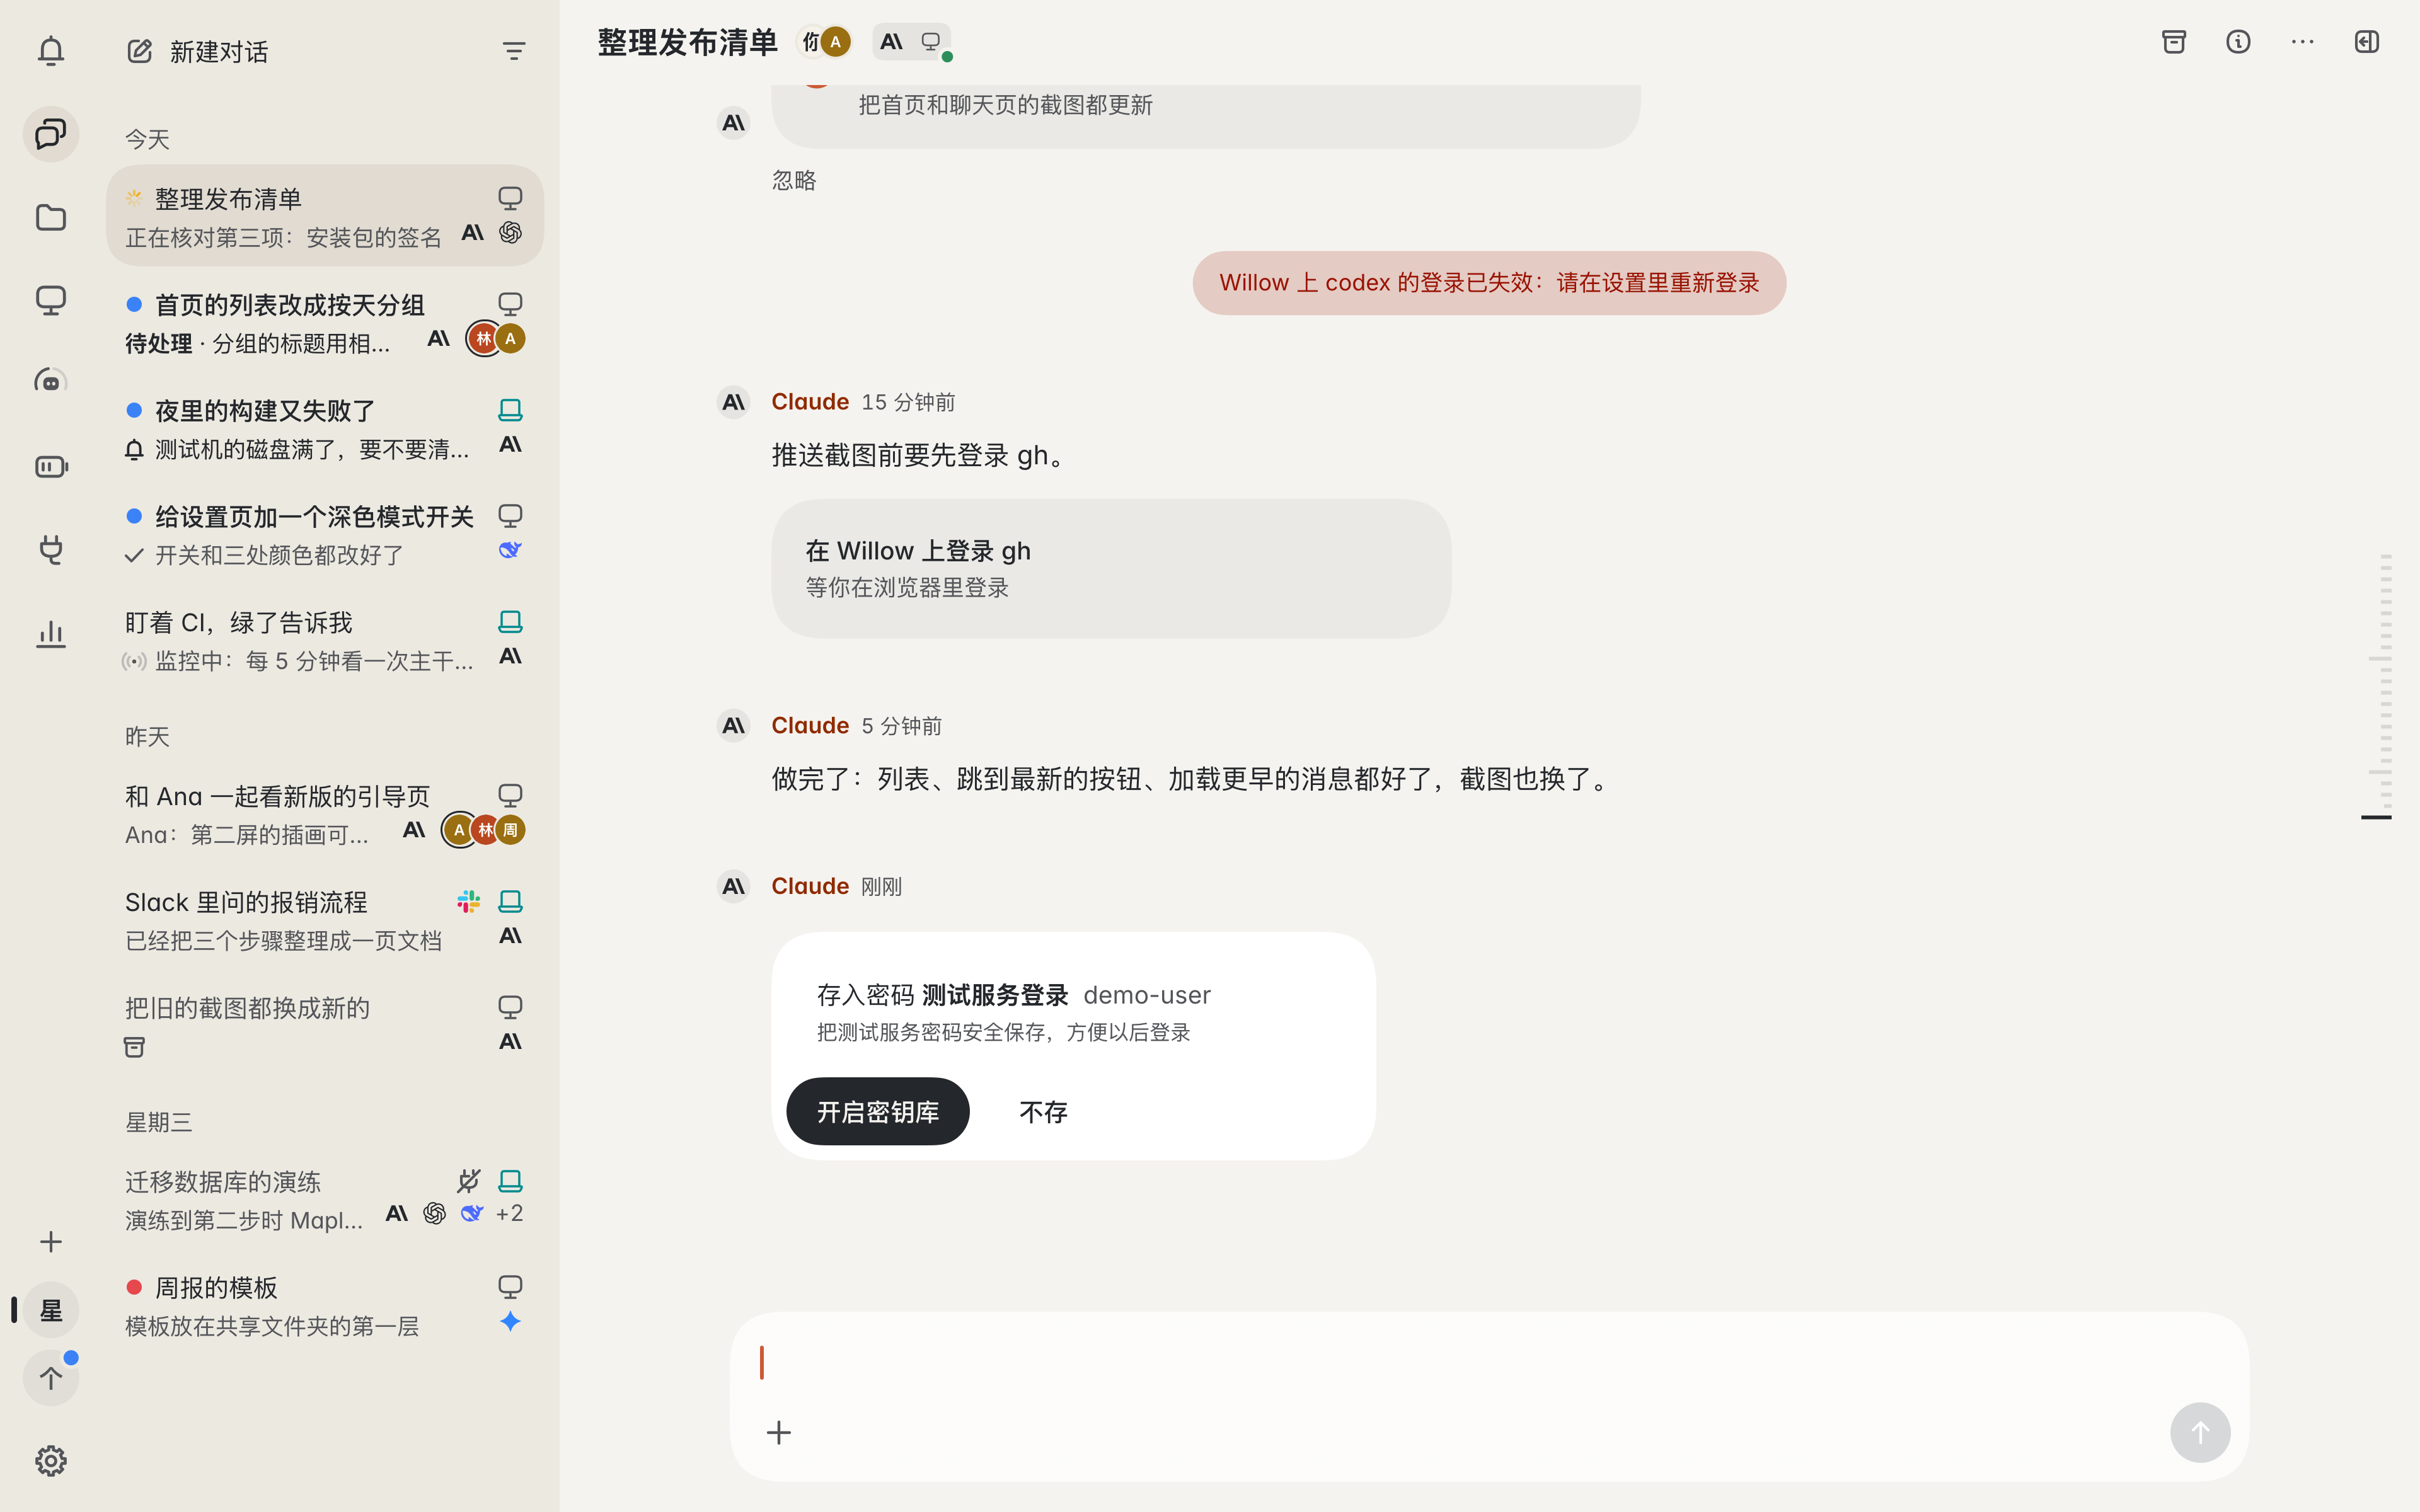 新建对话
今天
整理发布清单
正在核对第三项：安装包的签名
首页的列表改成按天分组
待处理 · 分组的标题用相...
林 A
夜里的构建又失败了
测试机的磁盘满了，要不要清...
给设置页加一个深色模式开关
开关和三处颜色都改好了
盯着 CI，绿了告诉我
监控中：每 5 分钟看一次主干...
昨天
和 Ana 一起看新版的引导页
Ana：第二屏的插画可...
A 林 周
Slack 里问的报销流程
已经把三个步骤整理成一页文档
把旧的截图都换成新的
星期三
迁移数据库的演练
演练到第二步时 Mapl...
+2
周报的模板
模板放在共享文件夹的第一层
星
个
整理发布清单
A
把首页和聊天页的截图都更新
忽略
Willow 上 codex 的登录已失效：请在设置里重新登录
Claude 15 分钟前
推送截图前要先登录 gh。
在 Willow 上登录 gh
等你在浏览器里登录
Claude 5 分钟前
做完了：列表、跳到最新的按钮、加载更早的消息都好了，截图也换了。
Claude 刚刚
存入密码 测试服务登录 demo-user
把测试服务密码安全保存，方便以后登录
开启密钥库 不存